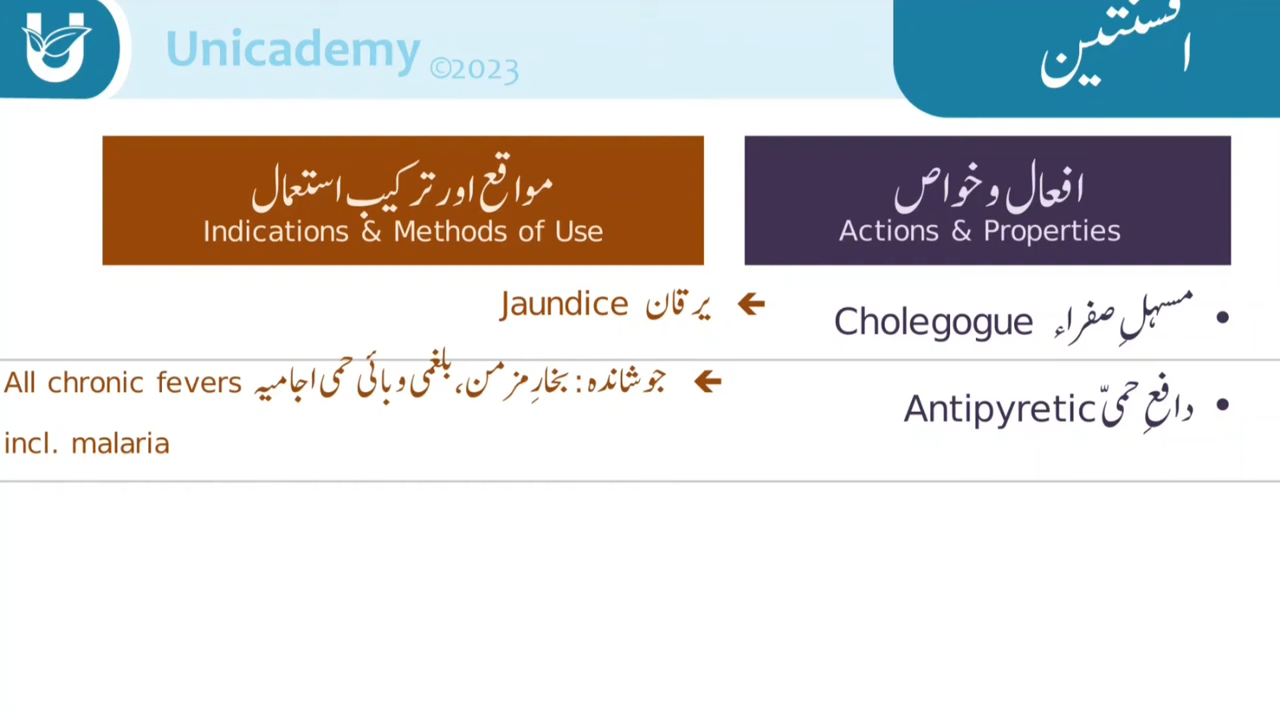 Unicademy ©2023
افسنتین
افعال و خواص
Actions & Properties
مواقع اور ترکیب استعمال
Indications & Methods of Use
• مسہلِ صفراء Cholegogue
← یرقان Jaundice
• دافعِ حمیّ Antipyretic
← جوشاندہ: بخارِ مزمن، بلغمی وبائی حمی اجامیہ All chronic fevers
incl. malaria